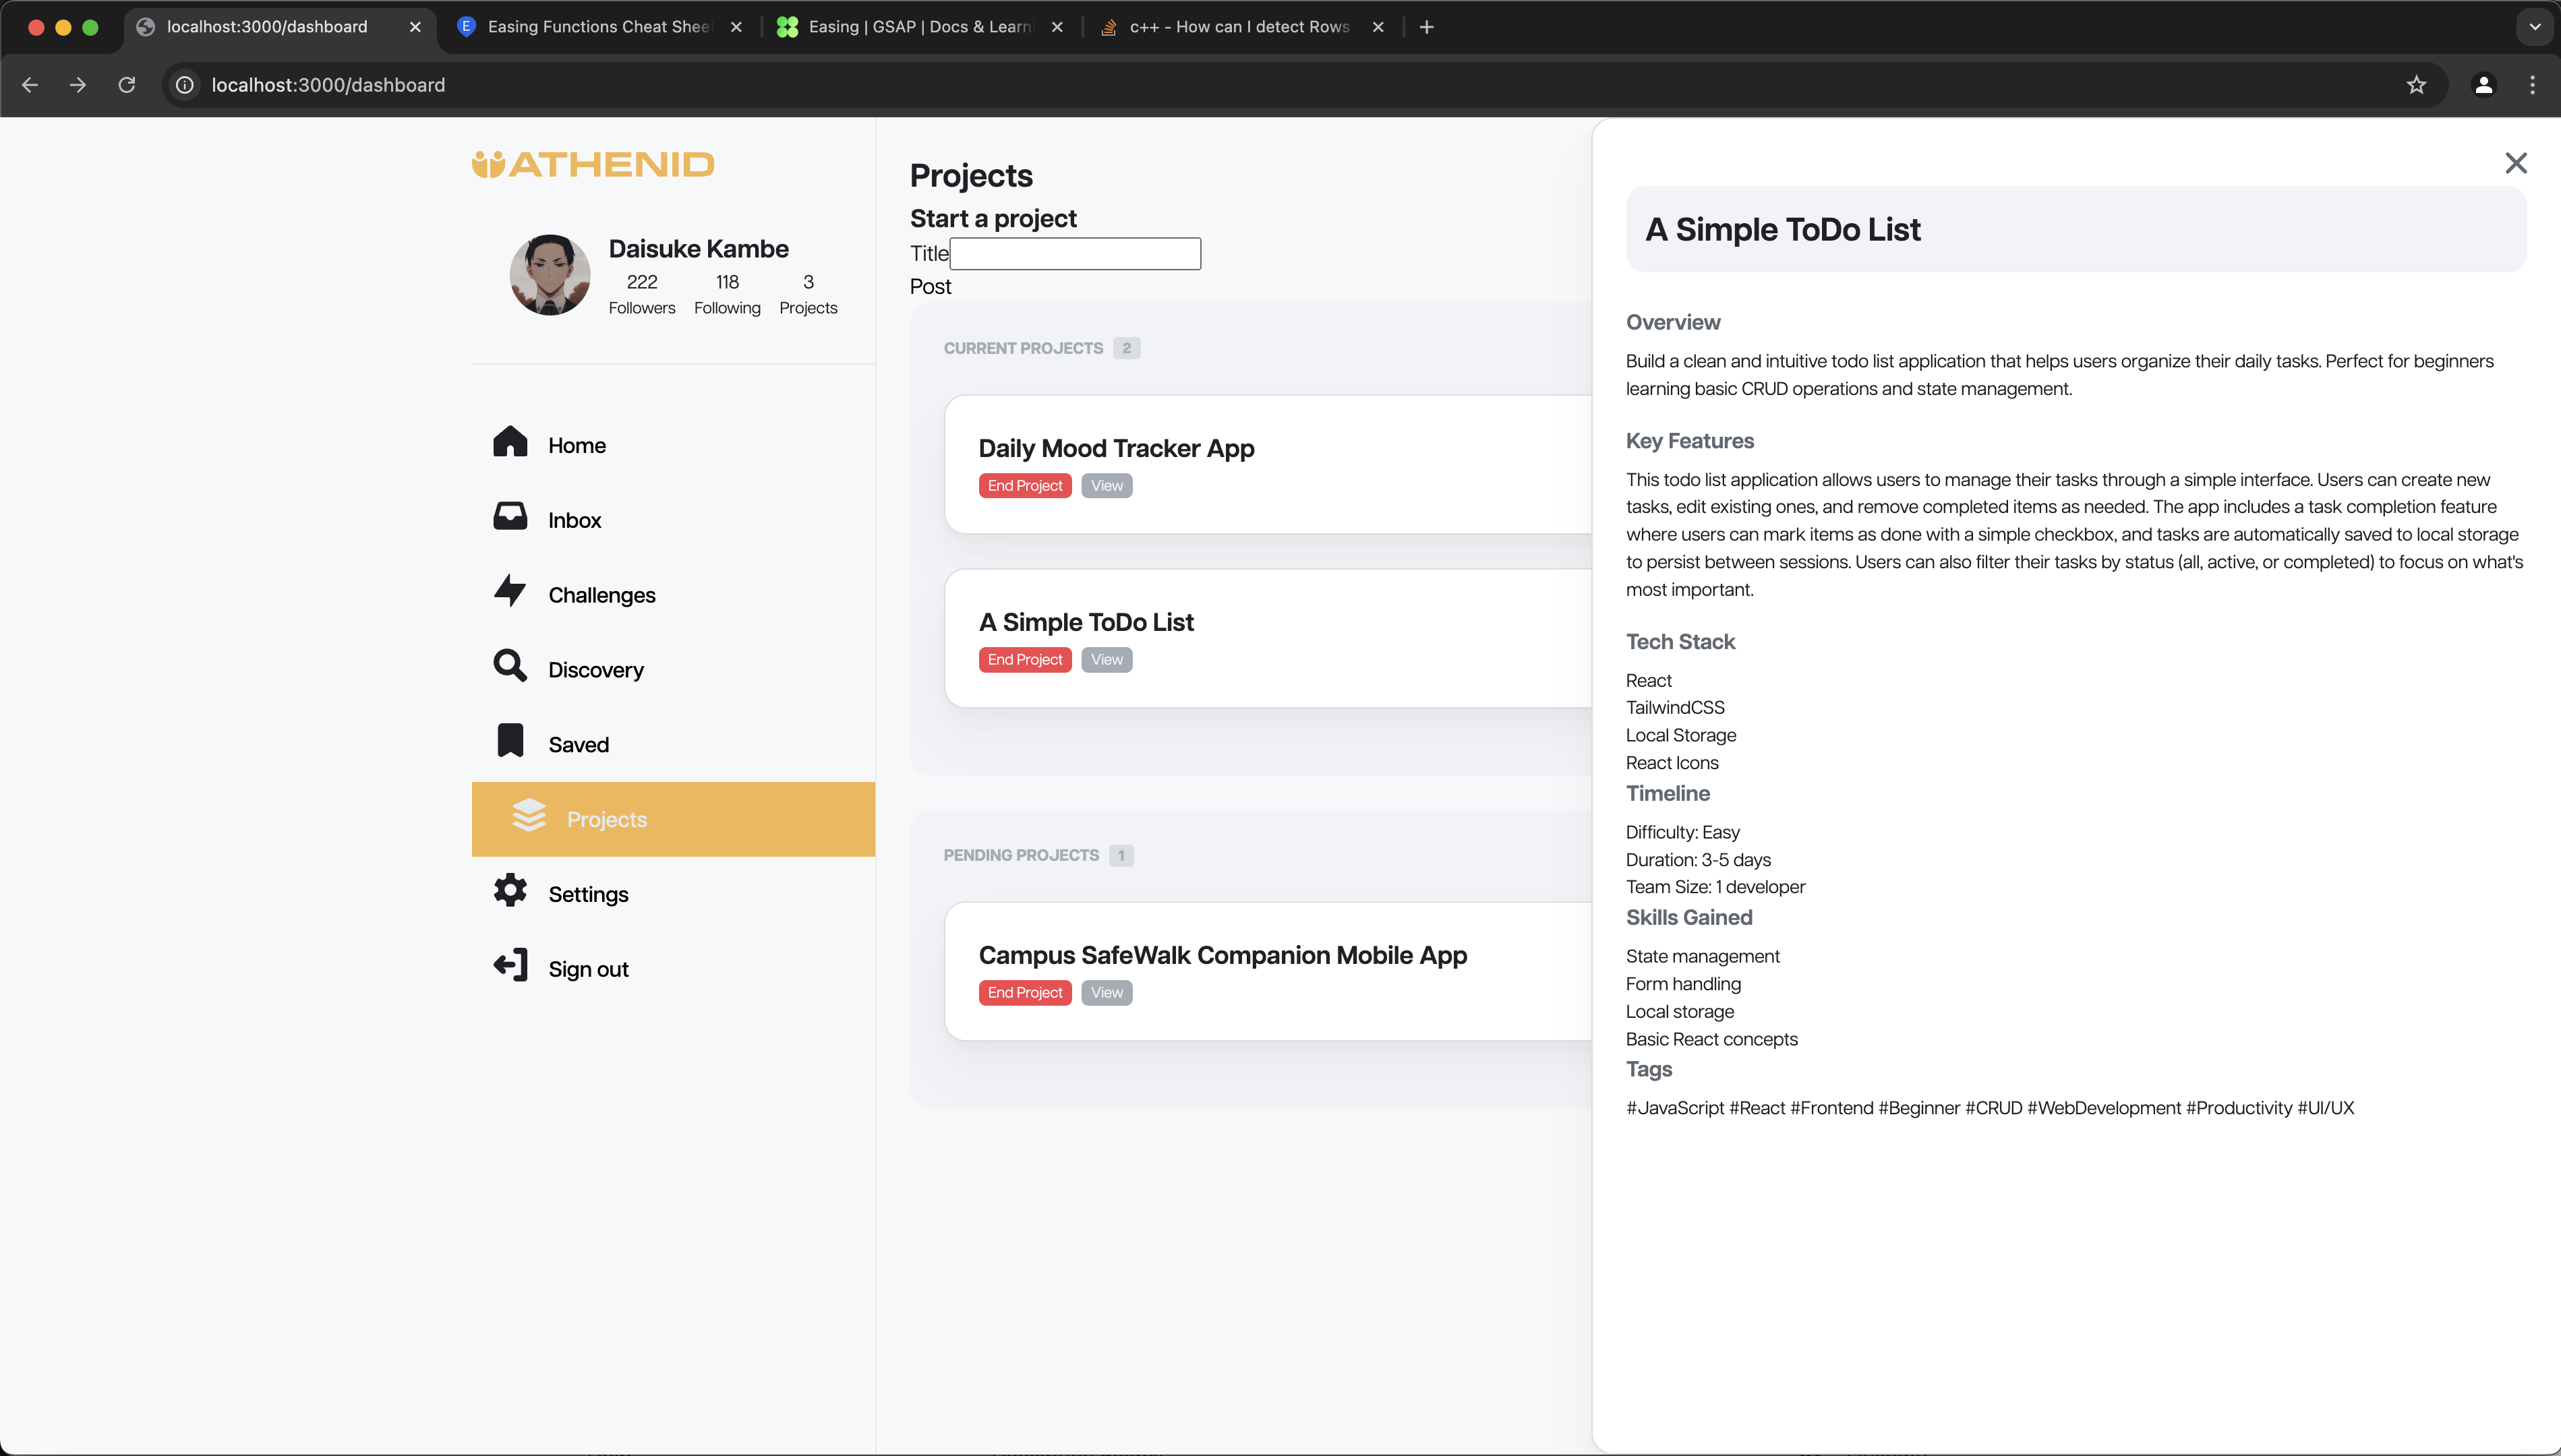 localhost:3000/dashboard
Easing Functions Cheat Shee
Easing | GSAP | Docs & Learni
c++ - How can I detect Rows
localhost:3000/dashboard
ATHENID
Daisuke Kambe
222 118 3
Followers Following Projects
Home
Inbox
Challenges
Discovery
Saved
Projects
Settings
Sign out
Projects
Start a project
Title
Post
CURRENT PROJECTS 2
Daily Mood Tracker App
End Project View
A Simple ToDo List
End Project View
PENDING PROJECTS 1
Campus SafeWalk Companion Mobile App
End Project View
A Simple ToDo List
Overview
Build a clean and intuitive todo list application that helps users organize their daily tasks. Perfect for beginners
learning basic CRUD operations and state management.
Key Features
This todo list application allows users to manage their tasks through a simple interface. Users can create new
tasks, edit existing ones, and remove completed items as needed. The app includes a task completion feature
where users can mark items as done with a simple checkbox, and tasks are automatically saved to local storage
to persist between sessions. Users can also filter their tasks by status (all, active, or completed) to focus on what's
most important.
Tech Stack
React
TailwindCSS
Local Storage
React Icons
Timeline
Difficulty: Easy
Duration: 3-5 days
Team Size: 1 developer
Skills Gained
State management
Form handling
Local storage
Basic React concepts
Tags
#JavaScript #React #Frontend #Beginner #CRUD #WebDevelopment #Productivity #UI/UX